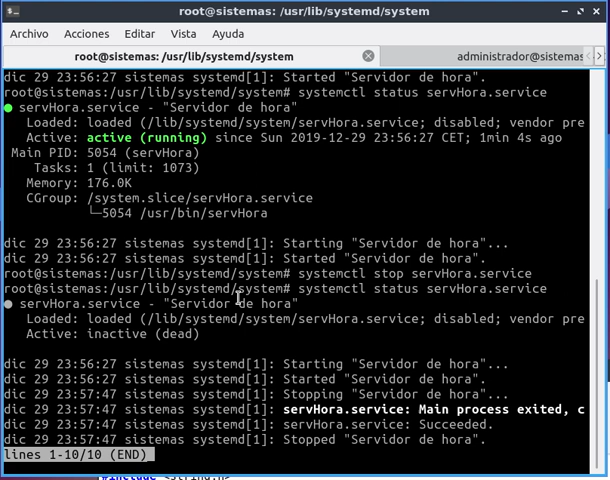 root@sistemas: /usr/lib/systemd/system
Archivo Acciones Editar Vista Ayuda
root@sistemas: /usr/lib/systemd/system administrador@sistemas
dic 29 23:56:27 sistemas systemd[1]: Started "Servidor de hora".
root@sistemas:/usr/lib/systemd/system# systemctl status servHora.service
● servHora.service - "Servidor de hora"
Loaded: loaded (/lib/systemd/system/servHora.service; disabled; vendor pre
Active: active (running) since Sun 2019-12-29 23:56:27 CET; 1min 4s ago
Main PID: 5054 (servHora)
Tasks: 1 (limit: 1073)
Memory: 176.0K
CGroup: /system.slice/servHora.service
└─5054 /usr/bin/servHora
dic 29 23:56:27 sistemas systemd[1]: Starting "Servidor de hora"...
dic 29 23:56:27 sistemas systemd[1]: Started "Servidor de hora".
root@sistemas:/usr/lib/systemd/system# systemctl stop servHora.service
root@sistemas:/usr/lib/systemd/system# systemctl status servHora.service
● servHora.service - "Servidor de hora"
Loaded: loaded (/lib/systemd/system/servHora.service; disabled; vendor pre
Active: inactive (dead)
dic 29 23:56:27 sistemas systemd[1]: Starting "Servidor de hora"...
dic 29 23:56:27 sistemas systemd[1]: Started "Servidor de hora".
dic 29 23:57:47 sistemas systemd[1]: Stopping "Servidor de hora"...
dic 29 23:57:47 sistemas systemd[1]: servHora.service: Main process exited, c
dic 29 23:57:47 sistemas systemd[1]: servHora.service: Succeeded.
dic 29 23:57:47 sistemas systemd[1]: Stopped "Servidor de hora".
lines 1-10/10 (END)
#include <string.h>